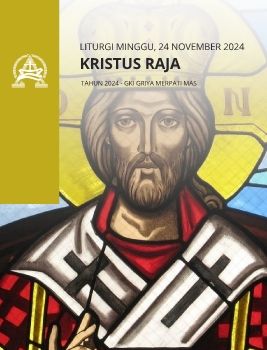 LITURGI MINGGU, 24 NOVEMBER 2024
KRISTUS RAJA
TAHUN 2024 - GKI GRIYA MERPATI MAS
N